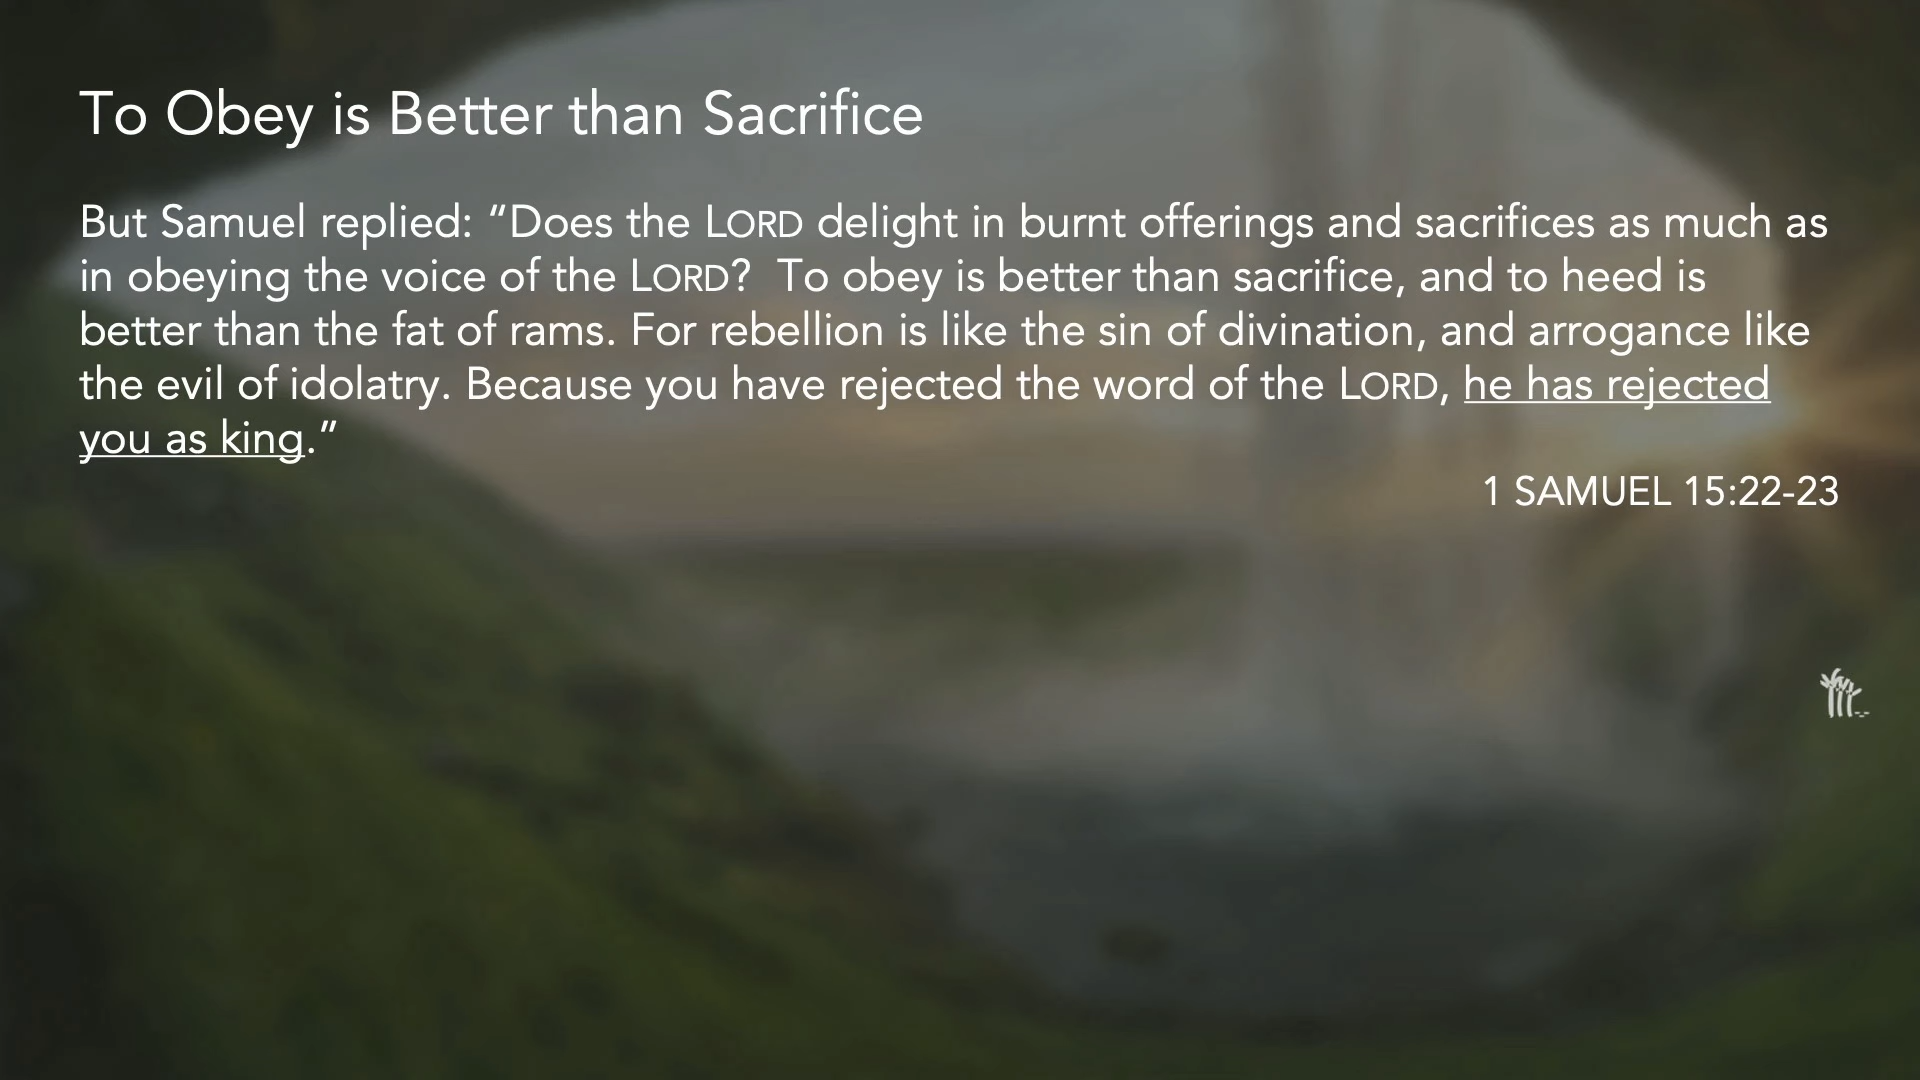 To Obey is Better than Sacrifice
But Samuel replied: “Does the LORD delight in burnt offerings and sacrifices as much as
in obeying the voice of the LORD?  To obey is better than sacrifice, and to heed is
better than the fat of rams. For rebellion is like the sin of divination, and arrogance like
the evil of idolatry. Because you have rejected the word of the LORD, he has rejected
you as king.”
1 SAMUEL 15:22-23